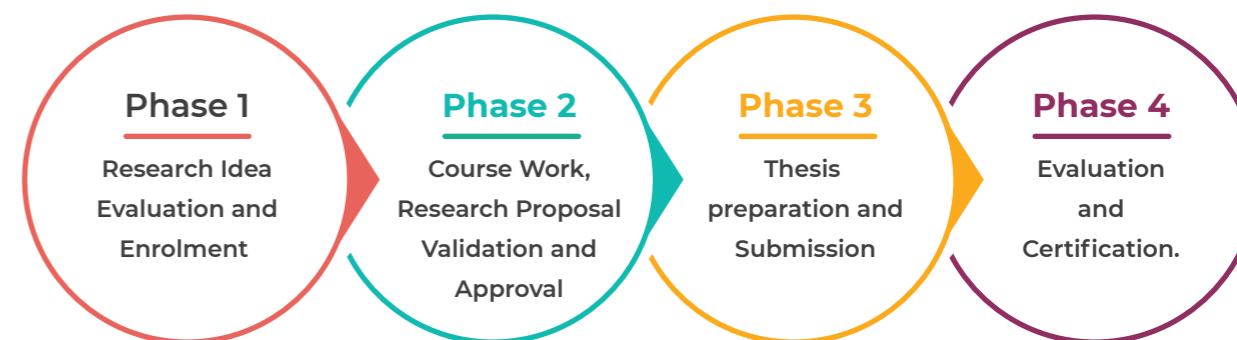 Phase 1
Research Idea
Evaluation and
Enrolment
Phase 2
Course Work,
Research Proposal
Validation and
Approval
Phase 3
Thesis
preparation and
Submission
Phase 4
Evaluation
and
Certification.